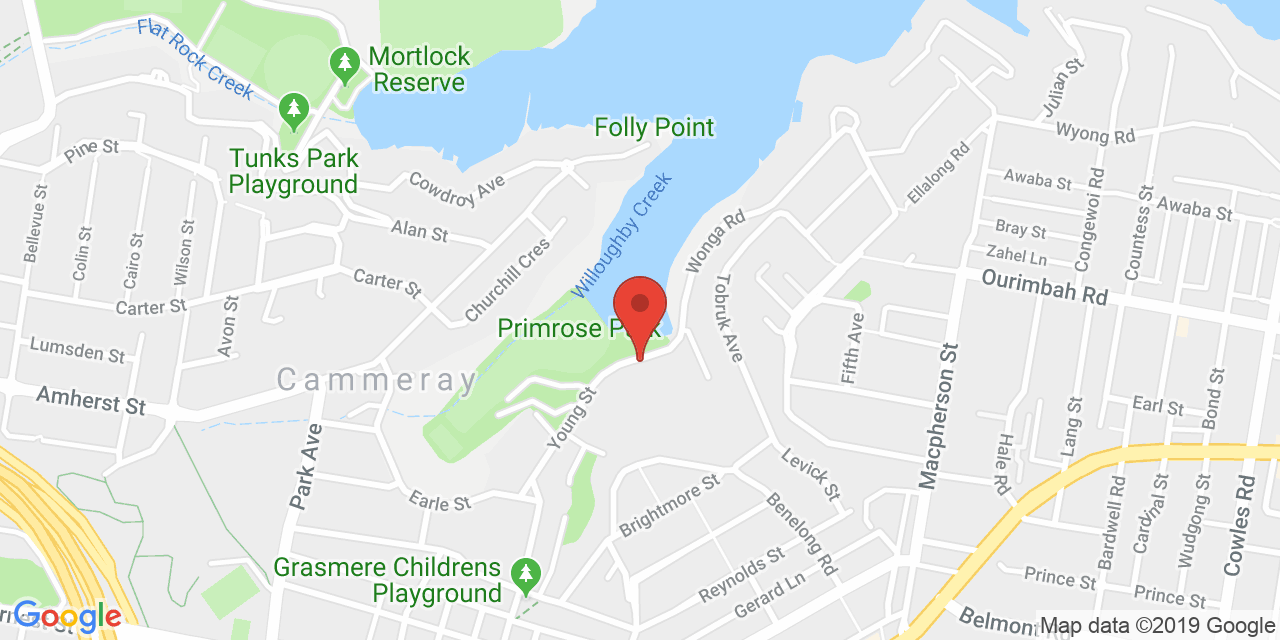 Flat Rock Creek
Mortlock
Reserve
Julian St
Folly Point
Wyong Rd
Pine St
Tunks Park
Playground
Cowdroy Ave
Ellalong Rd
Awaba St
Awaba St
Bellevue St
Colin St
Cairo St
Wilson St
Alan St
Willoughby Creek
Wonga Rd
Bray St
Congewoi Rd
Countess St
Zahel Ln
Carter St
Carter St
Churchill Cres
Tobruk Ave
Ourimbah Rd
Avon St
Primrose Park
Fifth Ave
Lumsden St
Cammeray
Macpherson St
Amherst St
Young St
Earl St
Bond St
Lang St
Park Ave
Hale Rd
Levick St
Earle St
Brightmore St
Benelong Rd
Bardwell Rd
Cardinal St
Wudgong St
Cowles Rd
Grasmere Childrens
Playground
Reynolds St
Gerard Ln
Prince St
Prince St
Belmont Rd
Google
Map data ©2019 Google